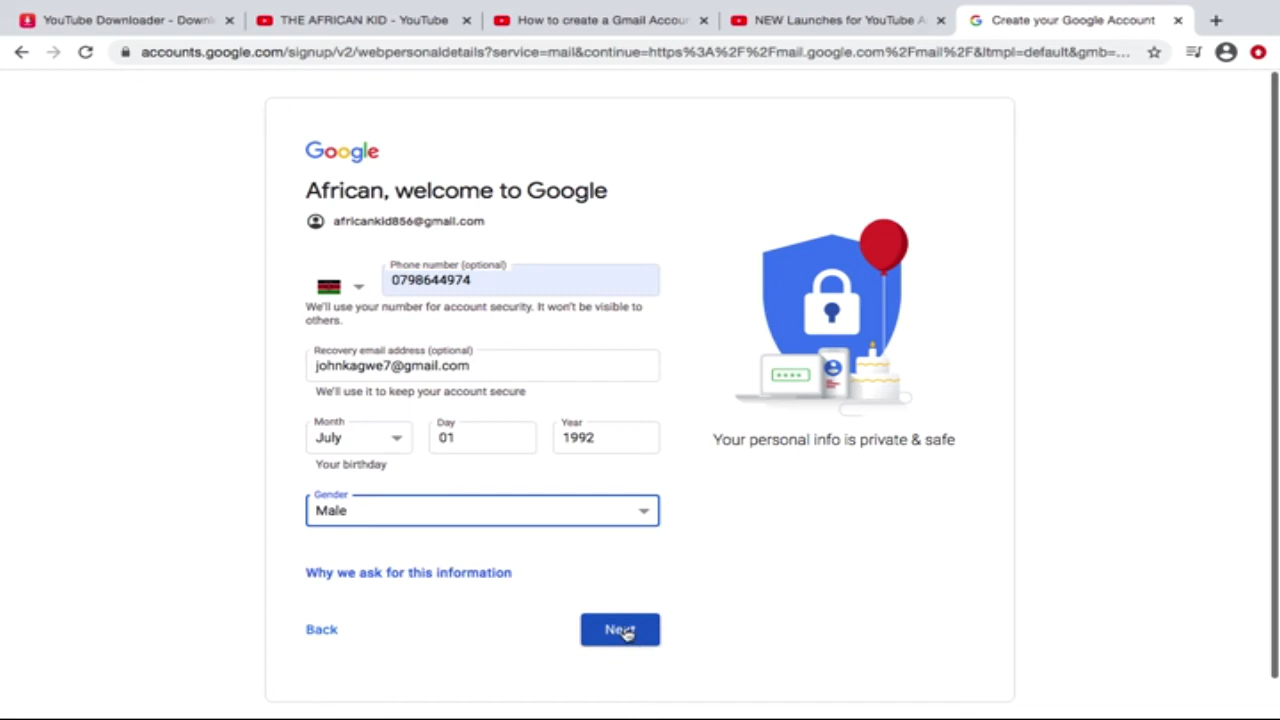 YouTube Downloader - Downl
THE AFRICAN KID - YouTube
How to create a Gmail Accoun
NEW Launches for YouTube A
Create your Google Account
accounts.google.com/signup/v2/webpersonaldetails?service=mail&continue=https%3A%2F%2Fmail.google.com%2Fmail%2F&ltmpl=default&gmb=...
Google
African, welcome to Google
africankid856@gmail.com
Phone number (optional)
0798644974
We'll use your number for account security. It won't be visible to
others.
Recovery email address (optional)
johnkagwe7@gmail.com
We'll use it to keep your account secure
Month
Day
Year
July
01
1992
Your birthday
Gender
Male
Your personal info is private & safe
Why we ask for this information
Back
Next